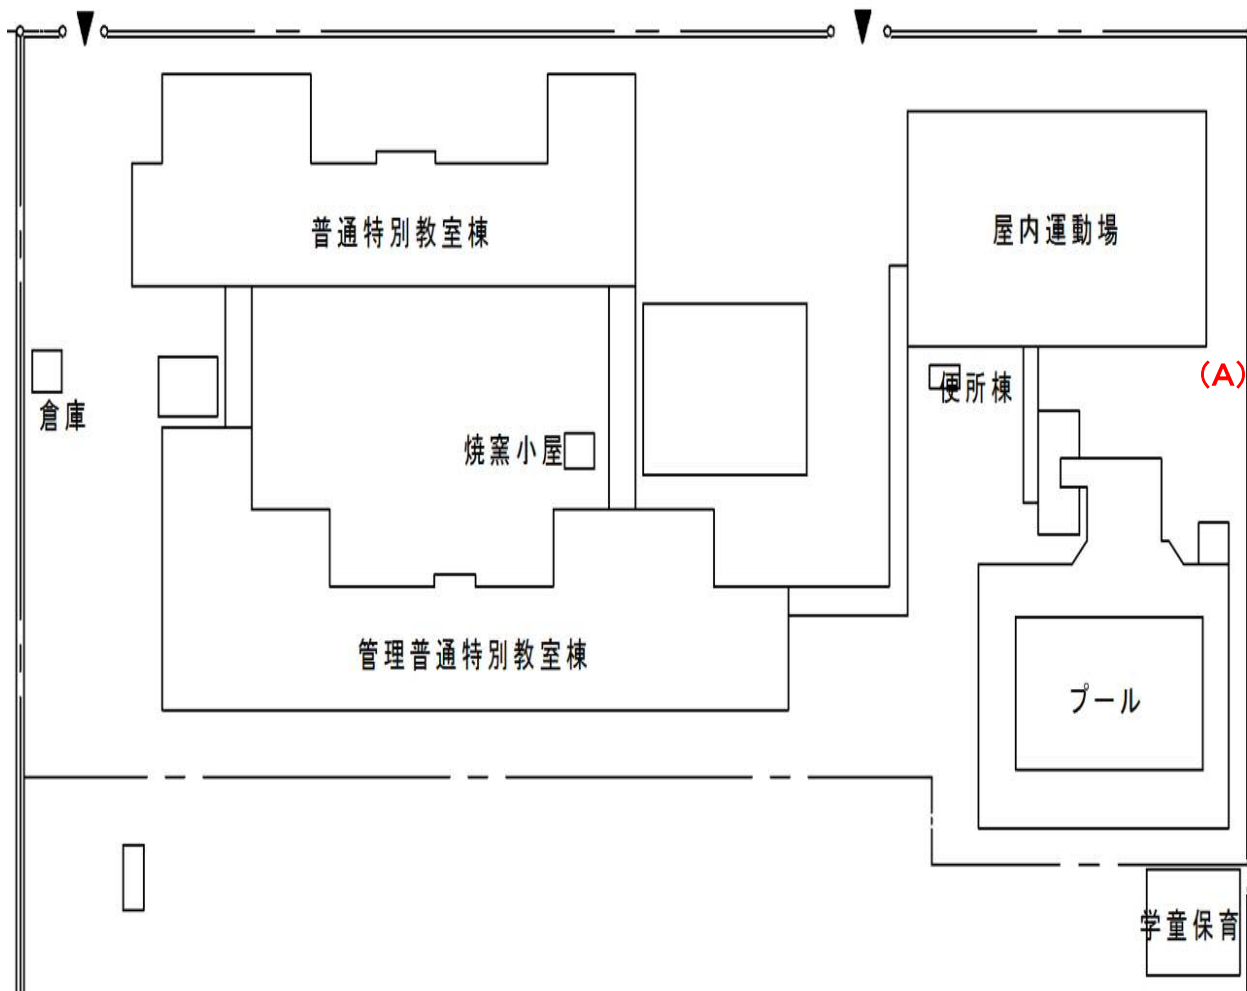 普通特別教室棟
屋内運動場
(A)
便所棟
倉庫
焼窯小屋
管理普通特別教室棟
プール
学童保育